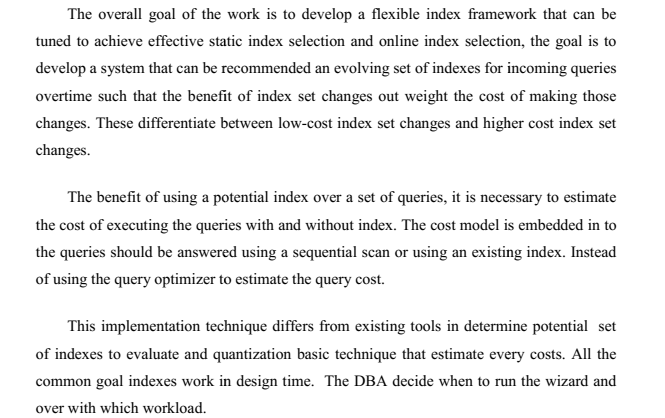 The overall goal of the work is to develop a flexible index framework that can be
tuned to achieve effective static index selection and online index selection, the goal is to
develop a system that can be recommended an evolving set of indexes for incoming queries
overtime such that the benefit of index set changes out weight the cost of making those
changes. These differentiate between low-cost index set changes and higher cost index set
changes.
The benefit of using a potential index over a set of queries, it is necessary to estimate
the cost of executing the queries with and without index. The cost model is embedded in to
the queries should be answered using a sequential scan or using an existing index. Instead
of using the query optimizer to estimate the query cost.
This implementation technique differs from existing tools in determine potential set
of indexes to evaluate and quantization basic technique that estimate every costs. All the
common goal indexes work in design time. The DBA decide when to run the wizard and
over with which workload.